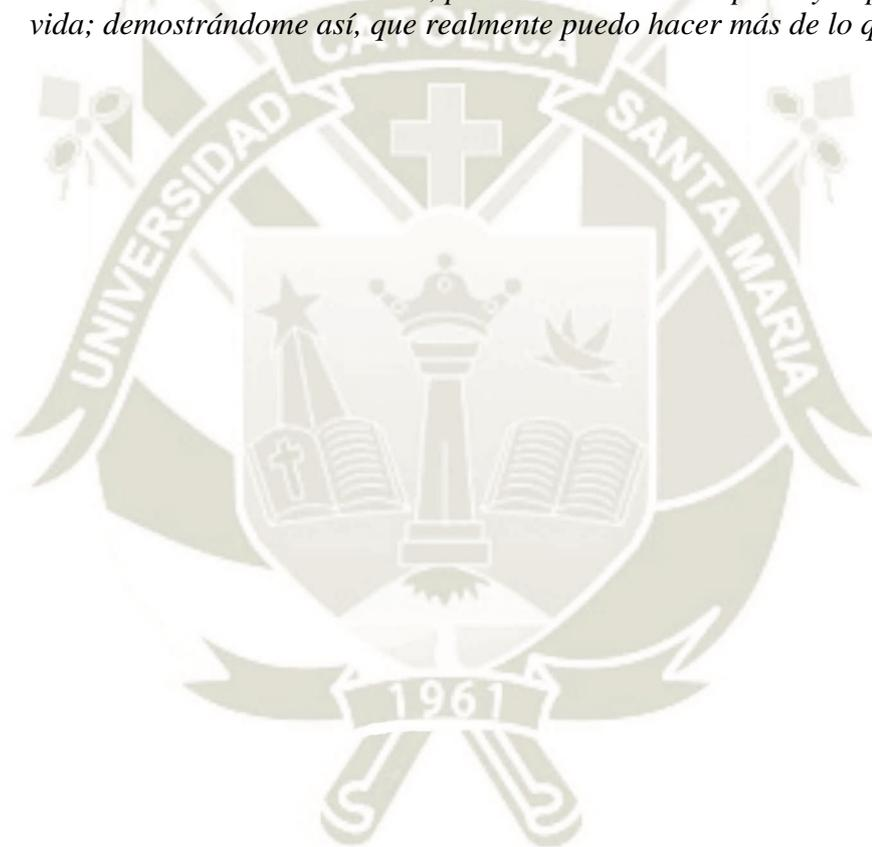 vida; demostrándome así, que realmente puedo hacer más de lo
CATOLICA
UNIVERSIDAD
SANTA MARIA
1961